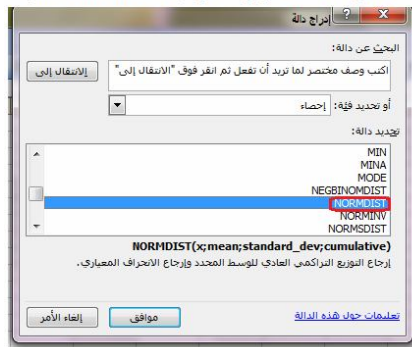 إدراج دالة
البحث عن دالة:
اكتب وصف مختصر لما تريد أن تفعل ثم انقر فوق "الانتقال إلى"
الانتقال إلى
أو تحديد فئة: إحصاء
تحديد دالة:
MIN
MINA
MODE
NEGBINOMDIST
NORMDIST
NORMINV
NORMSDIST
NORMDIST(x;mean;standard_dev;cumulative)
إرجاع التوزيع التراكمي العادي للوسط المحدد وإرجاع الانحراف المعياري.
تعليمات حول هذه الدالة
موافق
إلغاء الأمر